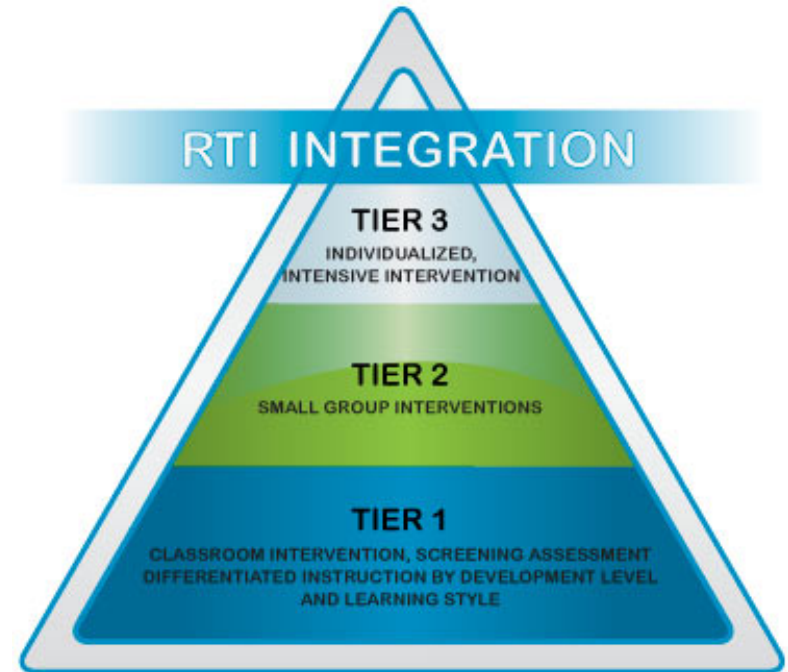 RTI INTEGRATION
TIER 3
INDIVIDUALIZED,
INTENSIVE INTERVENTION
TIER 2
SMALL GROUP INTERVENTIONS
TIER 1
CLASSROOM INTERVENTION, SCREENING ASSESSMENT
DIFFERENTIATED INSTRUCTION BY DEVELOPMENT LEVEL
AND LEARNING STYLE